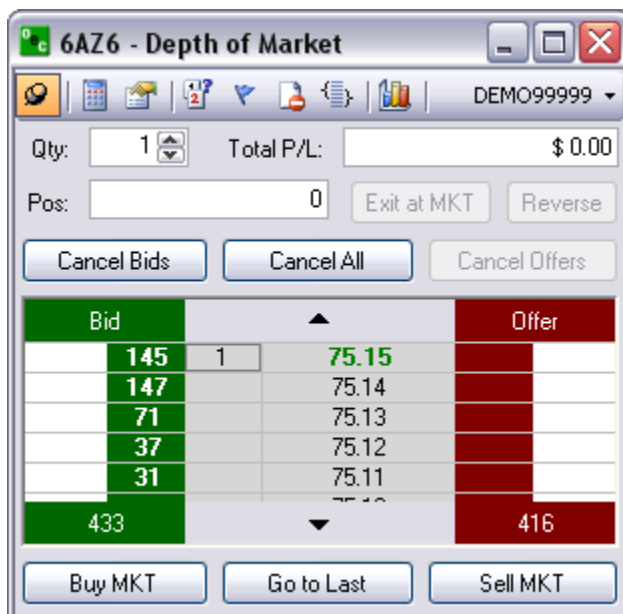 6AZ6 - Depth of Market
DEMO99999
Qty: 1 Total P/L: $ 0.00
Pos: 0 Exit at MKT Reverse
Cancel Bids Cancel All Cancel Offers
Bid Offer
145 1 75.15
147 75.14
71 75.13
37 75.12
31 75.11
433 416
Buy MKT Go to Last Sell MKT